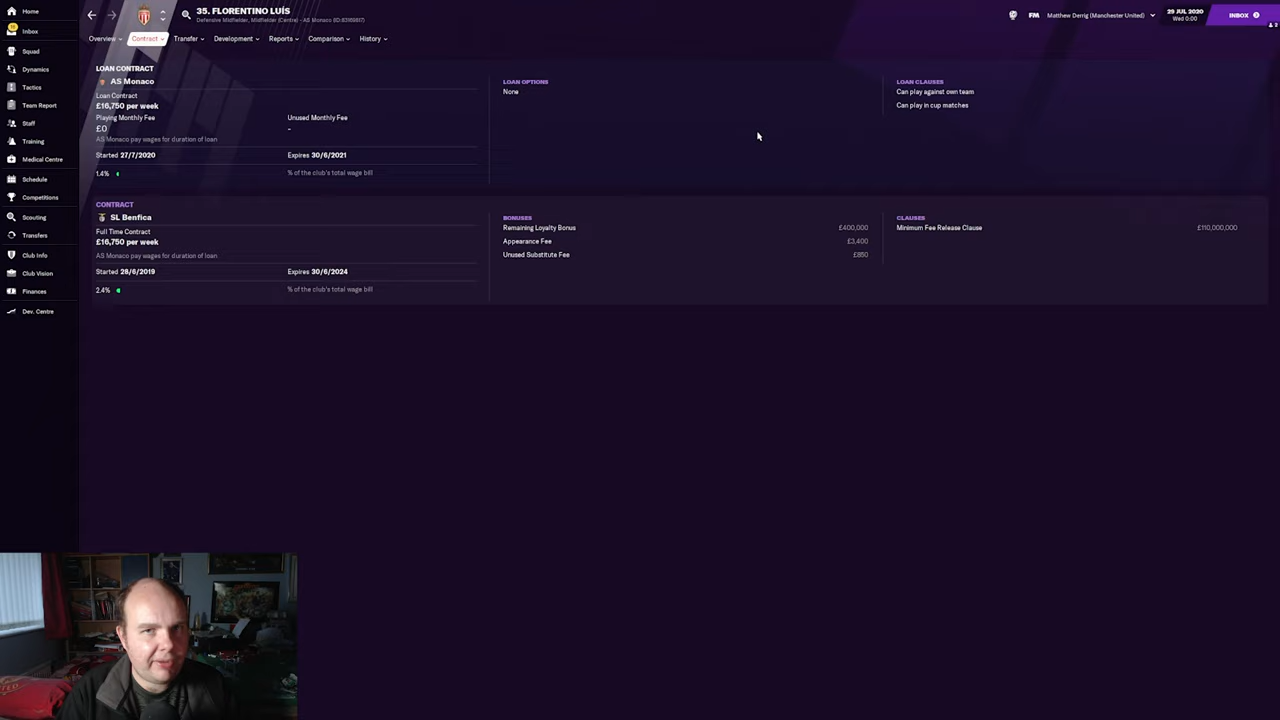 35. FLORENTINO LUÍS
Defensive Midfielder, Midfielder (Centre) - AS Monaco
Matthew Derrig (Manchester United)
29 JUL 2020
Wed 0:00
INBOX
Overview
Contract
Transfer
Development
Reports
Comparison
History
Home
Inbox
Squad
Dynamics
Tactics
Team Report
Staff
Training
Medical Centre
Schedule
Competitions
Scouting
Transfers
Club Info
Club Vision
Finances
Dev. Centre
LOAN CONTRACT
AS Monaco
Loan Contract
£16,750 per week
Playing Monthly Fee
Unused Monthly Fee
£0
-
AS Monaco pay wages for duration of loan
Started 27/7/2020
Expires 30/6/2021
1.4%
% of the club's total wage bill
LOAN OPTIONS
None
LOAN CLAUSES
Can play against own team
Can play in cup matches
CONTRACT
SL Benfica
Full Time Contract
£16,750 per week
AS Monaco pay wages for duration of loan
Started 28/6/2019
Expires 30/6/2024
2.4%
% of the club's total wage bill
BONUSES
Remaining Loyalty Bonus £400,000
Appearance Fee £3,400
Unused Substitute Fee £850
CLAUSES
Minimum Fee Release Clause £110,000,000